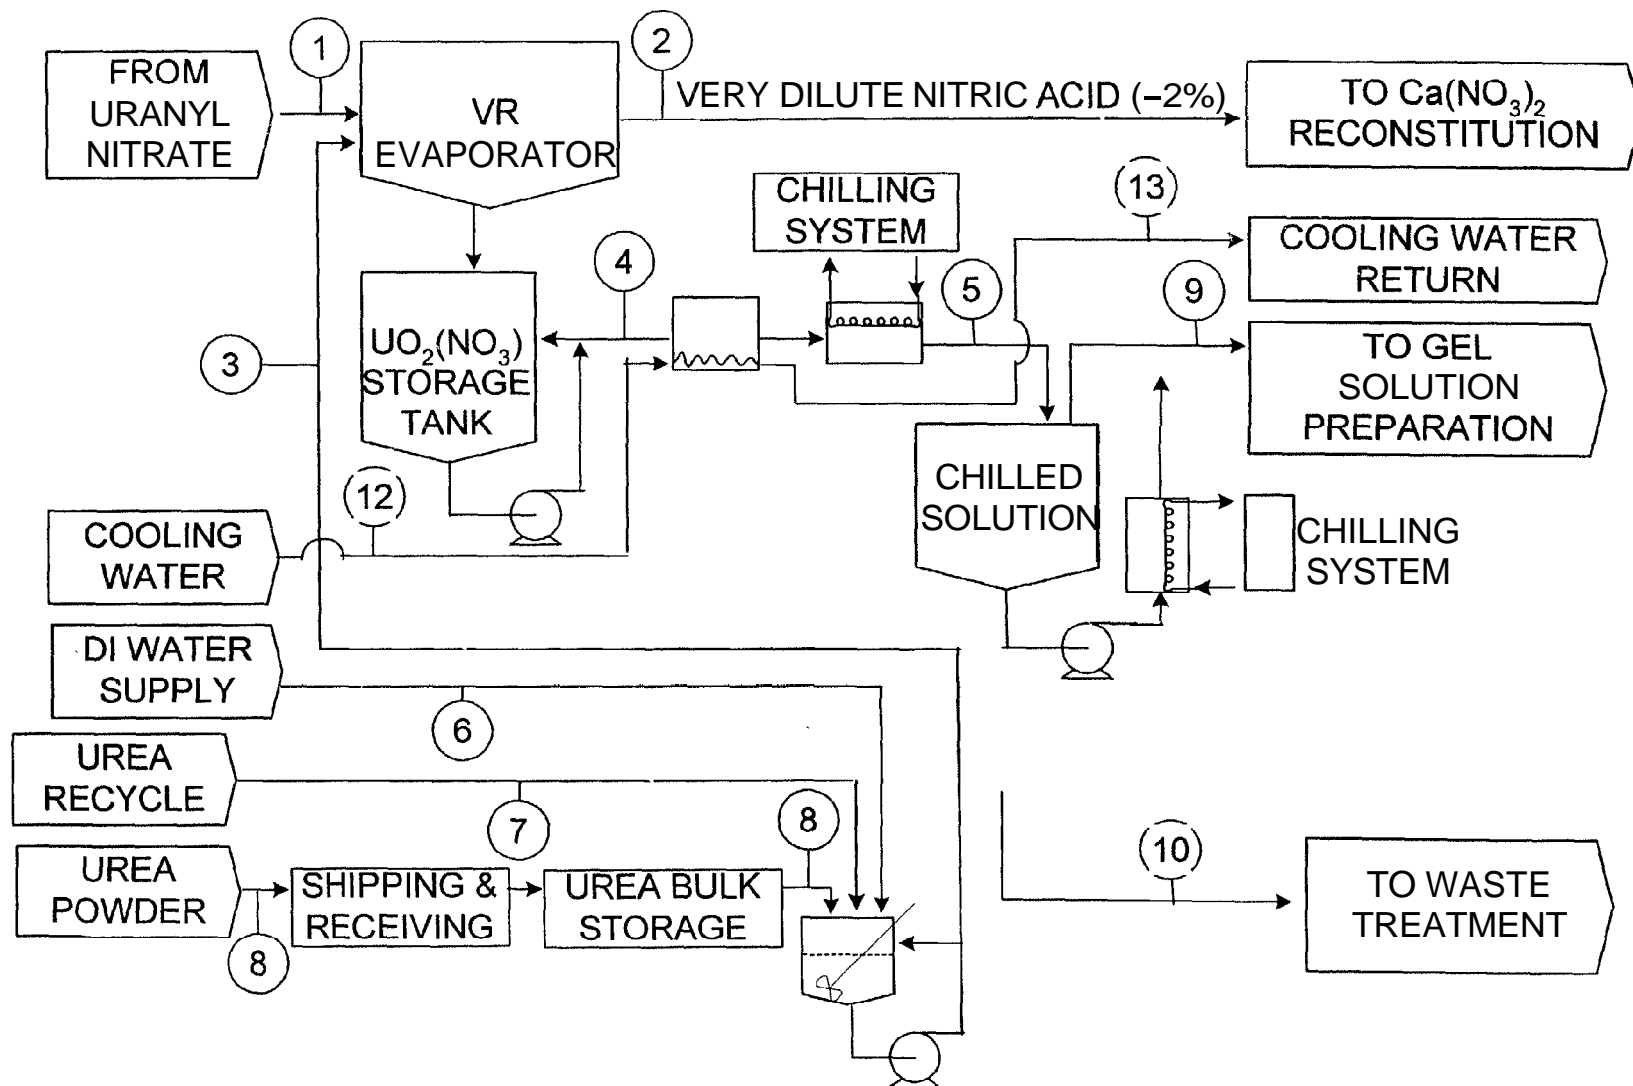 1
2
FROM
URANYL
NITRATE
VR
EVAPORATOR
VERY DILUTE NITRIC ACID (–2%)
TO Ca(NO₃)₂
RECONSTITUTION
CHILLING
SYSTEM
13
COOLING WATER
RETURN
4
5
9
3
UO₂(NO₃)
STORAGE
TANK
TO GEL
SOLUTION
PREPARATION
12
CHILLED
SOLUTION
COOLING
WATER
CHILLING
SYSTEM
DI WATER
SUPPLY
6
UREA
RECYCLE
7
8
10
UREA
POWDER
SHIPPING &
RECEIVING
UREA BULK
STORAGE
TO WASTE
TREATMENT
8